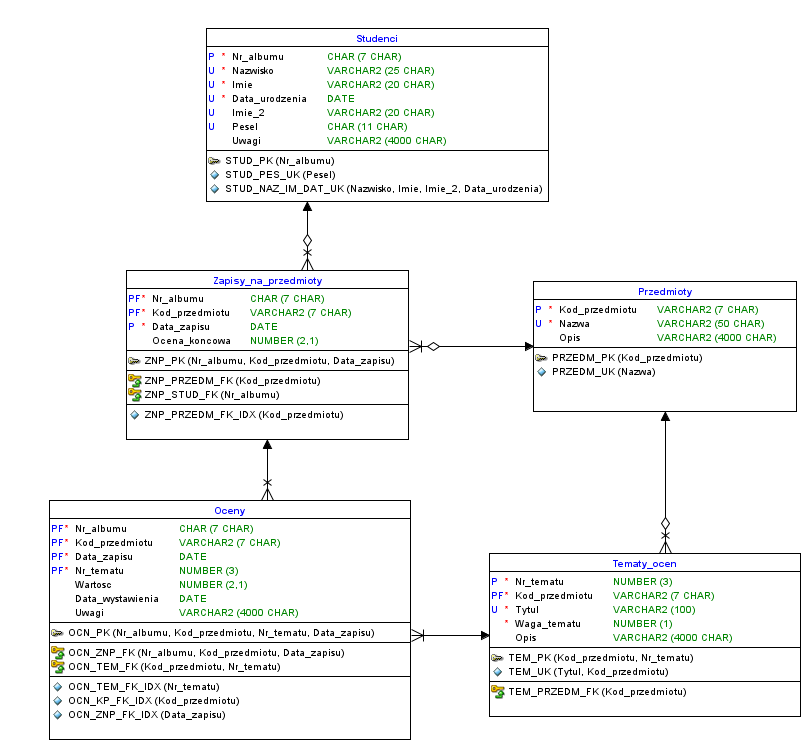 Studenci
P * Nr_albumu CHAR (7 CHAR)
U * Nazwisko VARCHAR2 (25 CHAR)
U * Imie VARCHAR2 (20 CHAR)
U * Data_urodzenia DATE
U Imie_2 VARCHAR2 (20 CHAR)
U Pesel CHAR (11 CHAR)
Uwagi VARCHAR2 (4000 CHAR)
STUD_PK (Nr_albumu)
STUD_PES_UK (Pesel)
STUD_NAZ_IM_DAT_UK (Nazwisko, Imie, Imie_2, Data_urodzenia)
Zapisy_na_przedmioty
PF* Nr_albumu CHAR (7 CHAR)
PF* Kod_przedmiotu VARCHAR2 (7 CHAR)
P * Data_zapisu DATE
Ocena_koncowa NUMBER (2,1)
ZNP_PK (Nr_albumu, Kod_przedmiotu, Data_zapisu)
ZNP_PRZEDM_FK (Kod_przedmiotu)
ZNP_STUD_FK (Nr_albumu)
ZNP_PRZEDM_FK_IDX (Kod_przedmiotu)
Przedmioty
P * Kod_przedmiotu VARCHAR2 (7 CHAR)
U * Nazwa VARCHAR2 (50 CHAR)
Opis VARCHAR2 (4000 CHAR)
PRZEDM_PK (Kod_przedmiotu)
PRZEDM_UK (Nazwa)
Oceny
PF* Nr_albumu CHAR (7 CHAR)
PF* Kod_przedmiotu VARCHAR2 (7 CHAR)
PF* Data_zapisu DATE
PF* Nr_tematu NUMBER (3)
Wartosc NUMBER (2,1)
Data_wystawienia DATE
Uwagi VARCHAR2 (4000 CHAR)
OCN_PK (Nr_albumu, Kod_przedmiotu, Nr_tematu, Data_zapisu)
OCN_ZNP_FK (Nr_albumu, Kod_przedmiotu, Data_zapisu)
OCN_TEM_FK (Kod_przedmiotu, Nr_tematu)
OCN_TEM_FK_IDX (Nr_tematu)
OCN_KP_FK_IDX (Kod_przedmiotu)
OCN_ZNP_FK_IDX (Data_zapisu)
Tematy_ocen
P * Nr_tematu NUMBER (3)
PF* Kod_przedmiotu VARCHAR2 (7 CHAR)
U * Tytul VARCHAR2 (100)
* Waga_tematu NUMBER (1)
Opis VARCHAR2 (4000 CHAR)
TEM_PK (Kod_przedmiotu, Nr_tematu)
TEM_UK (Tytul, Kod_przedmiotu)
TEM_PRZEDM_FK (Kod_przedmiotu)